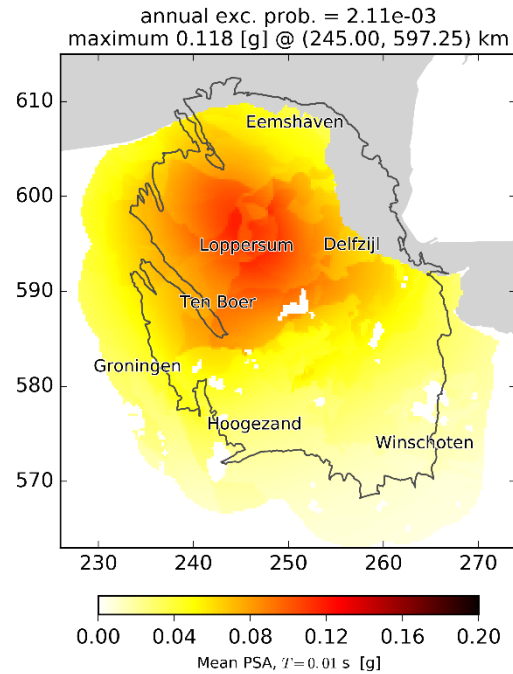 annual exc. prob. = 2.11e-03
maximum 0.118 [g] @ (245.00, 597.25) km
610
Eemshaven
600
Loppersum Delfzijl
590
Ten Boer
Groningen
580
Hoogezand
Winschoten
570
230 240 250 260 270
0.00 0.04 0.08 0.12 0.16 0.20
Mean PSA, T = 0.01 s [g]